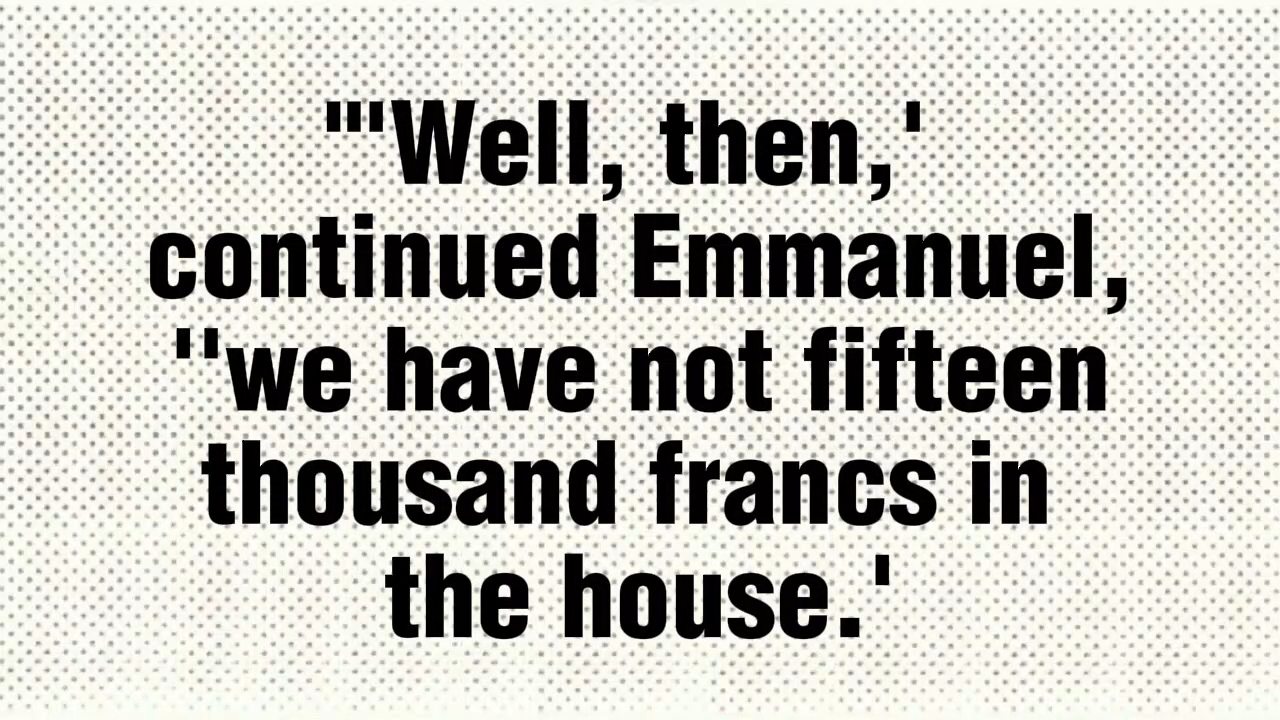 "'Well, then,'
continued Emmanuel,
''we have not fifteen
thousand francs in
the house.'